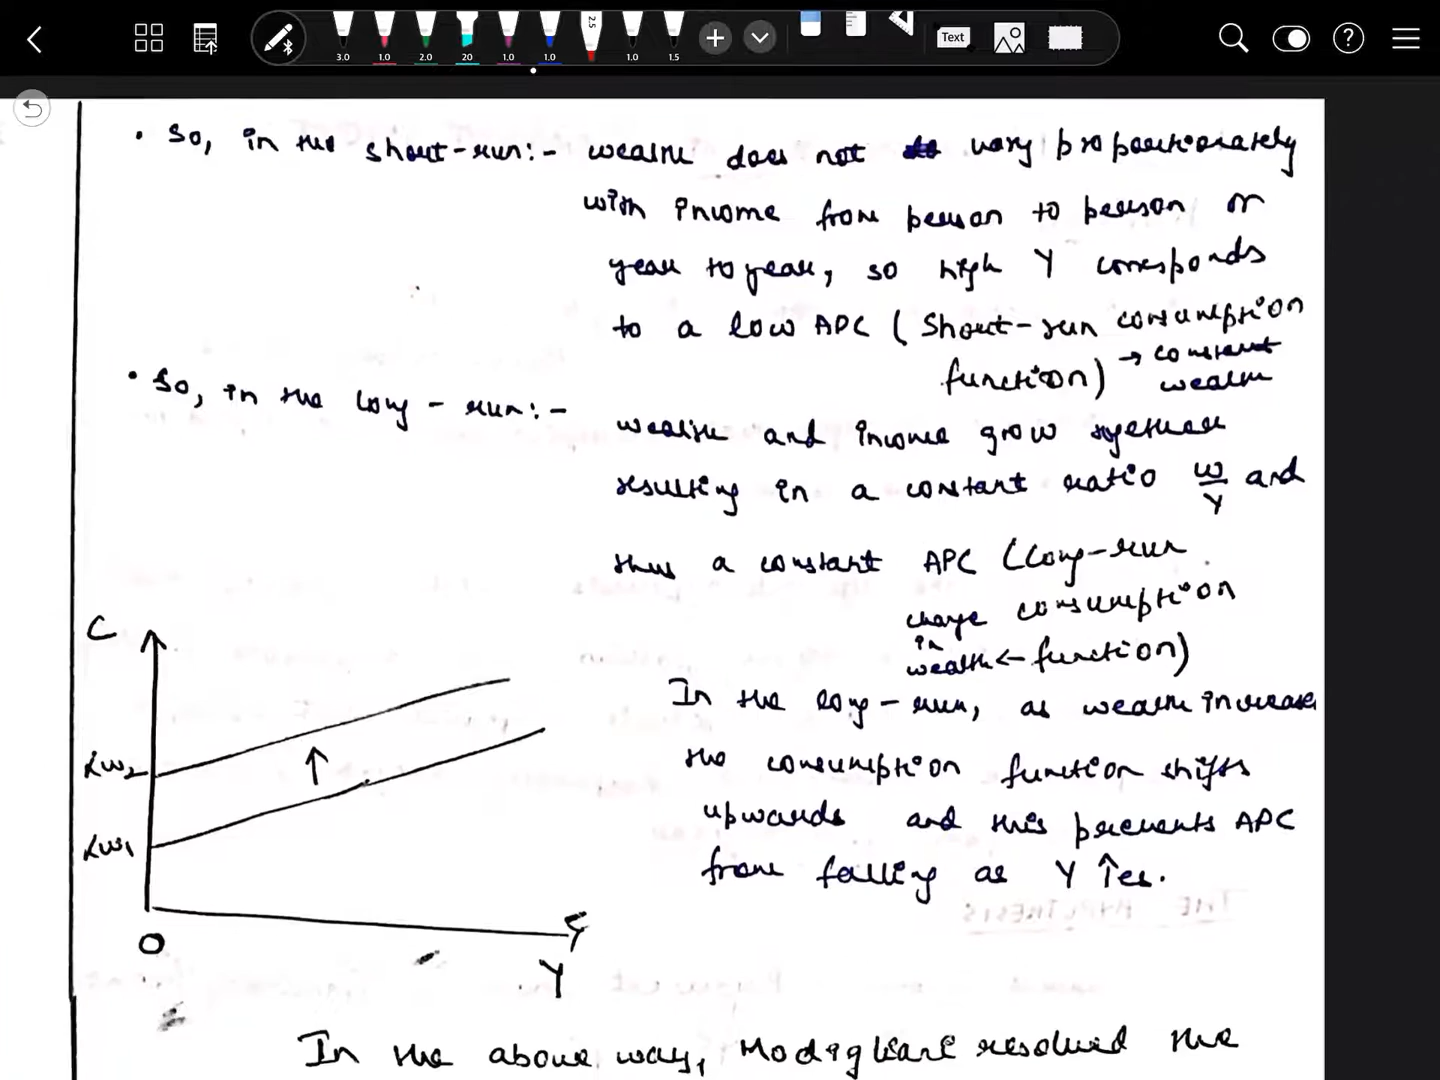 3.0 1.0 2.0 20 1.0 1.0 2.5 1.0 1.5 Text
• So, in the short-run:- wealth does not vary proportionately
with income from person to person or
year to year, so high Y corresponds
to a low APC (Short-run consumption
function) → constant
wealth
• So, in the long-run:-
wealth and income grow together
resulting in a constant ratio W/Y and
thus a constant APC (Long-run
change consumption
in
wealth ← function)
In the long-run, as wealth increases
the consumption function shifts
upwards and this prevents APC
from falling as Y ↑es.
C
αw2
αw1
O
Y
THE HYPOTHESIS
In the above way, Modigliani resolved the